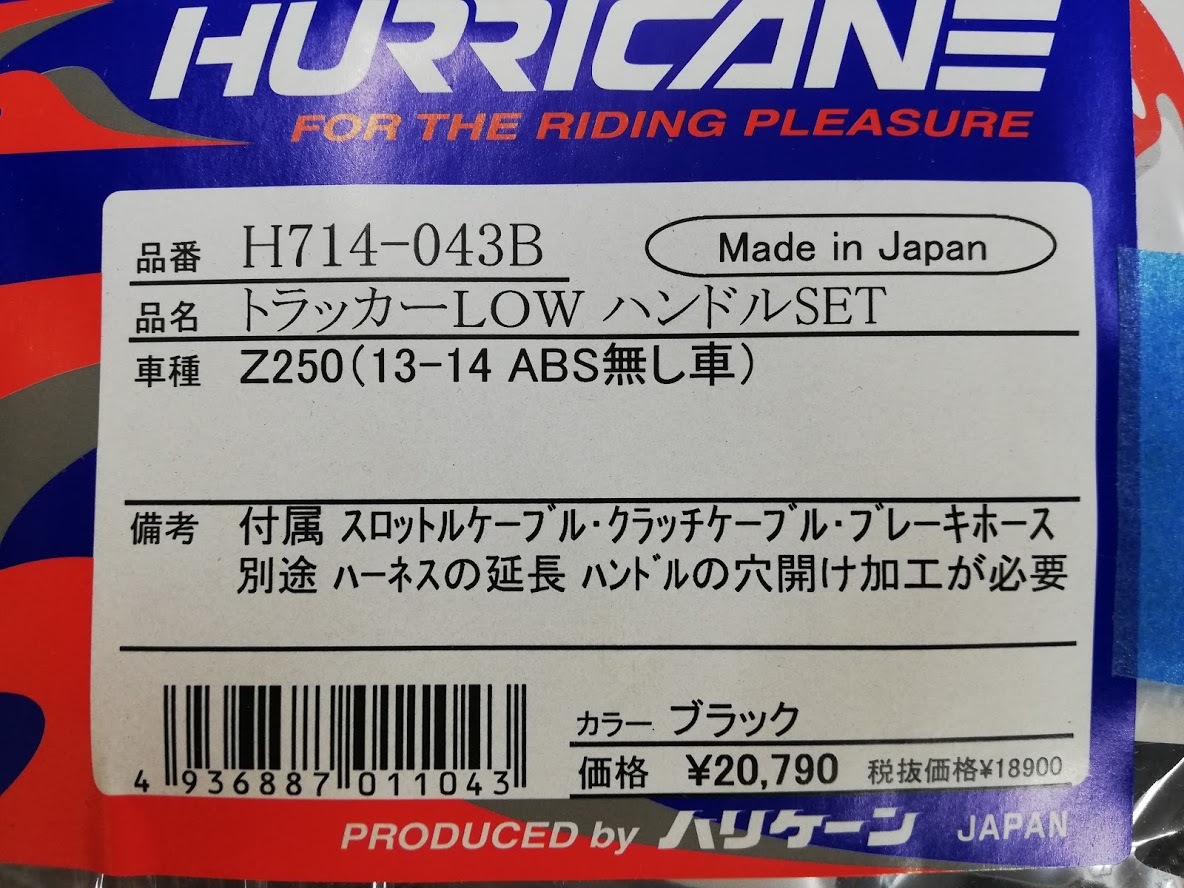 HURRICANE
FOR THE RIDING PLEASURE
品番 H714-043B Made in Japan
品名 トラッカーLOW ハンドルSET
車種 Z250(13-14 ABS無し車)
備考 付属 スロットルケーブル・クラッチケーブル・ブレーキホース
別途 ハーネスの延長 ハンドルの穴開け加工が必要
カラー ブラック
価格 ¥20,790 税抜価格¥18900
4 936887 011043
PRODUCED by ハリケーン JAPAN